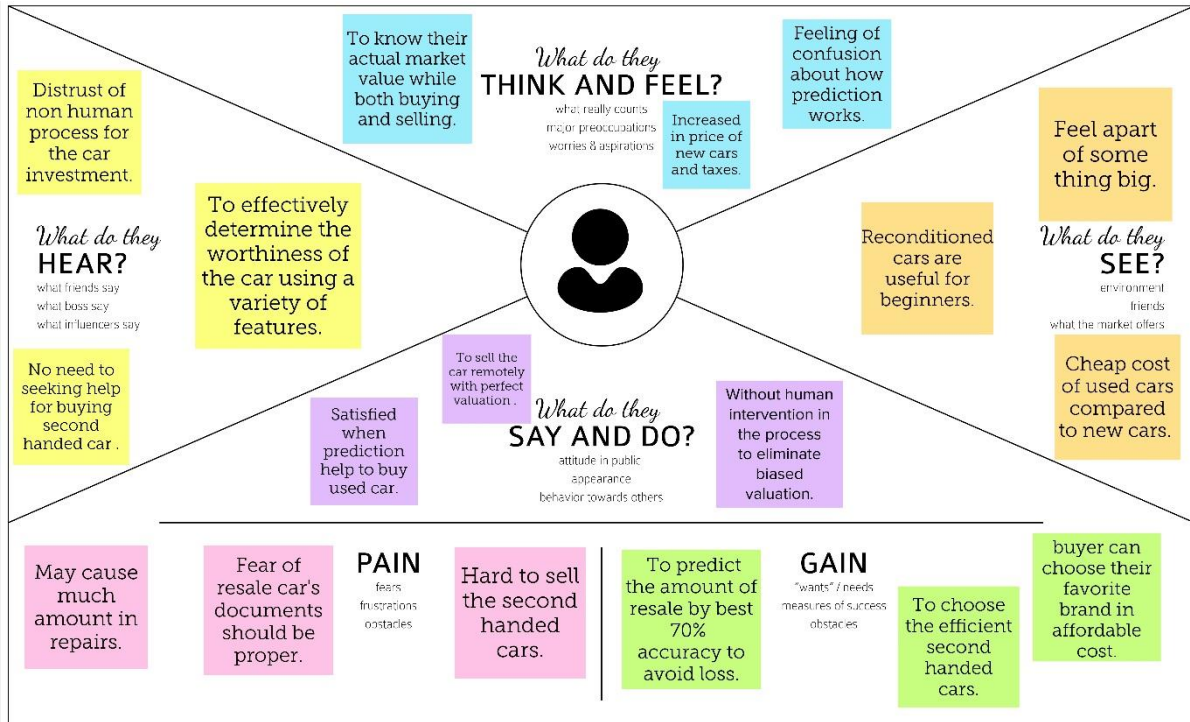 To know their
actual market
value while
both buying
and selling.
What do they
THINK AND FEEL?
what really counts
major preoccupations
worries & aspirations
Increased
in price of
new cars
and taxes.
Feeling of
confusion
about how
prediction
works.
Distrust of
non human
process for
the car
investment.
To effectively
determine the
worthiness of
the car using a
variety of
features.
What do they
HEAR?
what friends say
what boss say
what influencers say
No need to
seeking help
for buying
second
handed car .
Feel apart
of some
thing big.
Reconditioned
cars are
useful for
beginners.
What do they
SEE?
environment
friends
what the market offers
Cheap cost
of used cars
compared
to new cars.
To sell the
car remotely
with perfect
valuation .
Satisfied
when
prediction
help to buy
used car.
What do they
SAY AND DO?
attitude in public
appearance
behavior towards others
Without human
intervention in
the process
to eliminate
biased
valuation.
May cause
much
amount in
repairs.
Fear of
resale car's
documents
should be
proper.
PAIN
fears
frustrations
obstacles
Hard to sell
the second
handed
cars.
To predict
the amount of
resale by best
70%
accuracy to
avoid loss.
GAIN
"wants" / needs
measures of success
obstacles
To choose
the efficient
second
handed
cars.
buyer can
choose their
favorite
brand in
affordable
cost.